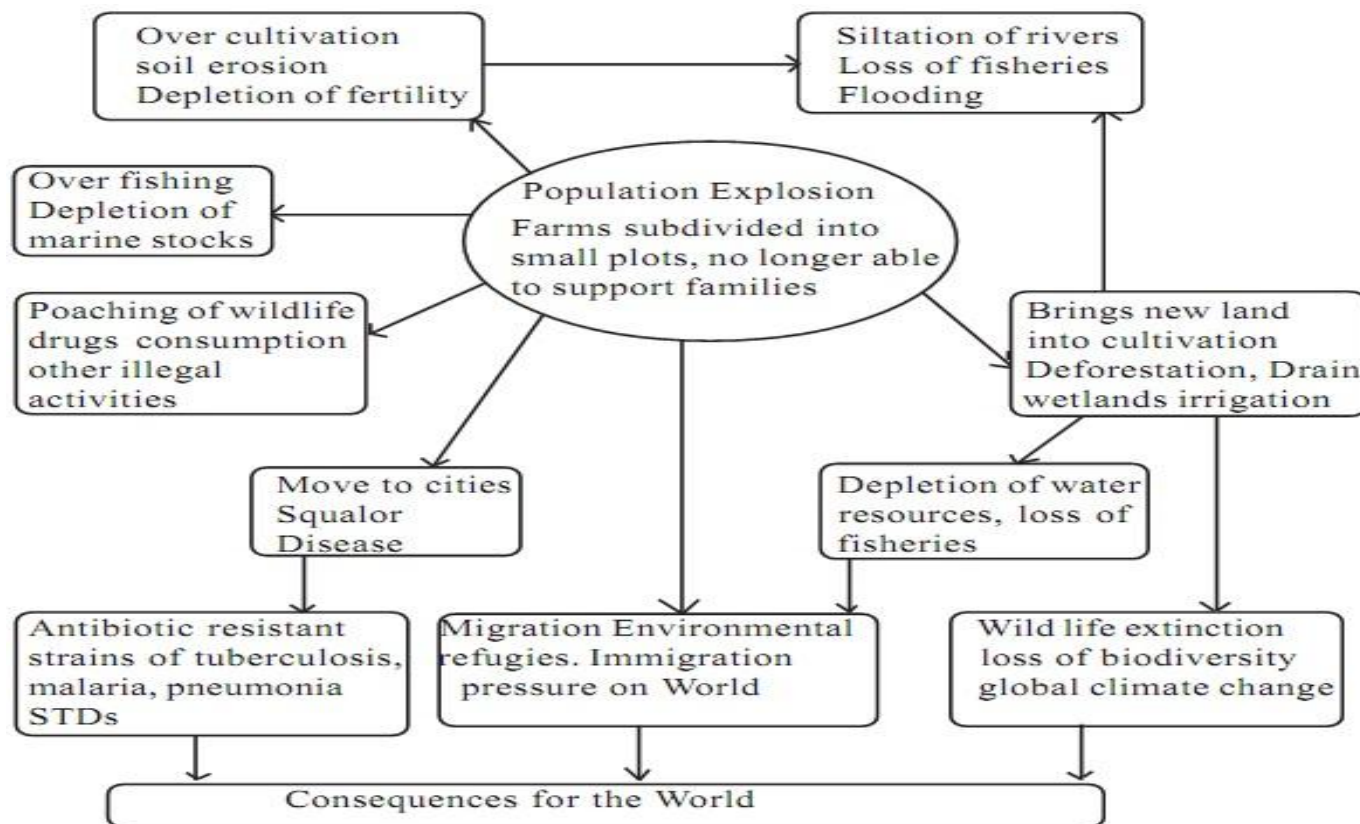 Over cultivation
soil erosion
Depletion of fertility
Siltation of rivers
Loss of fisheries
Flooding
Over fishing
Depletion of
marine stocks
Population Explosion
Farms subdivided into
small plots, no longer able
to support families
Poaching of wildlife
drugs consumption
other illegal
activities
Brings new land
into cultivation
Deforestation, Drain
wetlands irrigation
Move to cities
Squalor
Disease
Depletion of water
resources, loss of
fisheries
Antibiotic resistant
strains of tuberculosis,
malaria, pneumonia
STDs
Migration Environmental
refugies. Immigration
pressure on World
Wild life extinction
loss of biodiversity
global climate change
Consequences for the World